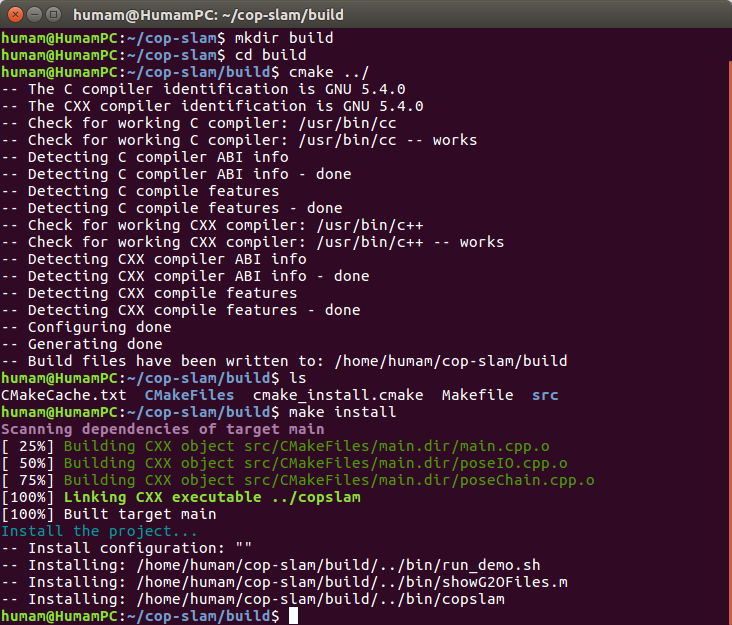 humam@HumamPC: ~/cop-slam/build
humam@HumamPC:~/cop-slam$ mkdir build
humam@HumamPC:~/cop-slam$ cd build
humam@HumamPC:~/cop-slam/build$ cmake ../
-- The C compiler identification is GNU 5.4.0
-- The CXX compiler identification is GNU 5.4.0
-- Check for working C compiler: /usr/bin/cc
-- Check for working C compiler: /usr/bin/cc -- works
-- Detecting C compiler ABI info
-- Detecting C compiler ABI info - done
-- Detecting C compile features
-- Detecting C compile features - done
-- Check for working CXX compiler: /usr/bin/c++
-- Check for working CXX compiler: /usr/bin/c++ -- works
-- Detecting CXX compiler ABI info
-- Detecting CXX compiler ABI info - done
-- Detecting CXX compile features
-- Detecting CXX compile features - done
-- Configuring done
-- Generating done
-- Build files have been written to: /home/humam/cop-slam/build
humam@HumamPC:~/cop-slam/build$ ls
CMakeCache.txt  CMakeFiles  cmake_install.cmake  Makefile  src
humam@HumamPC:~/cop-slam/build$ make install
Scanning dependencies of target main
[ 25%] Building CXX object src/CMakeFiles/main.dir/main.cpp.o
[ 50%] Building CXX object src/CMakeFiles/main.dir/poseIO.cpp.o
[ 75%] Building CXX object src/CMakeFiles/main.dir/poseChain.cpp.o
[100%] Linking CXX executable ../copslam
[100%] Built target main
Install the project...
-- Install configuration: ""
-- Installing: /home/humam/cop-slam/build/../bin/run_demo.sh
-- Installing: /home/humam/cop-slam/build/../bin/showG2OFiles.m
-- Installing: /home/humam/cop-slam/build/../bin/copslam
humam@HumamPC:~/cop-slam/build$